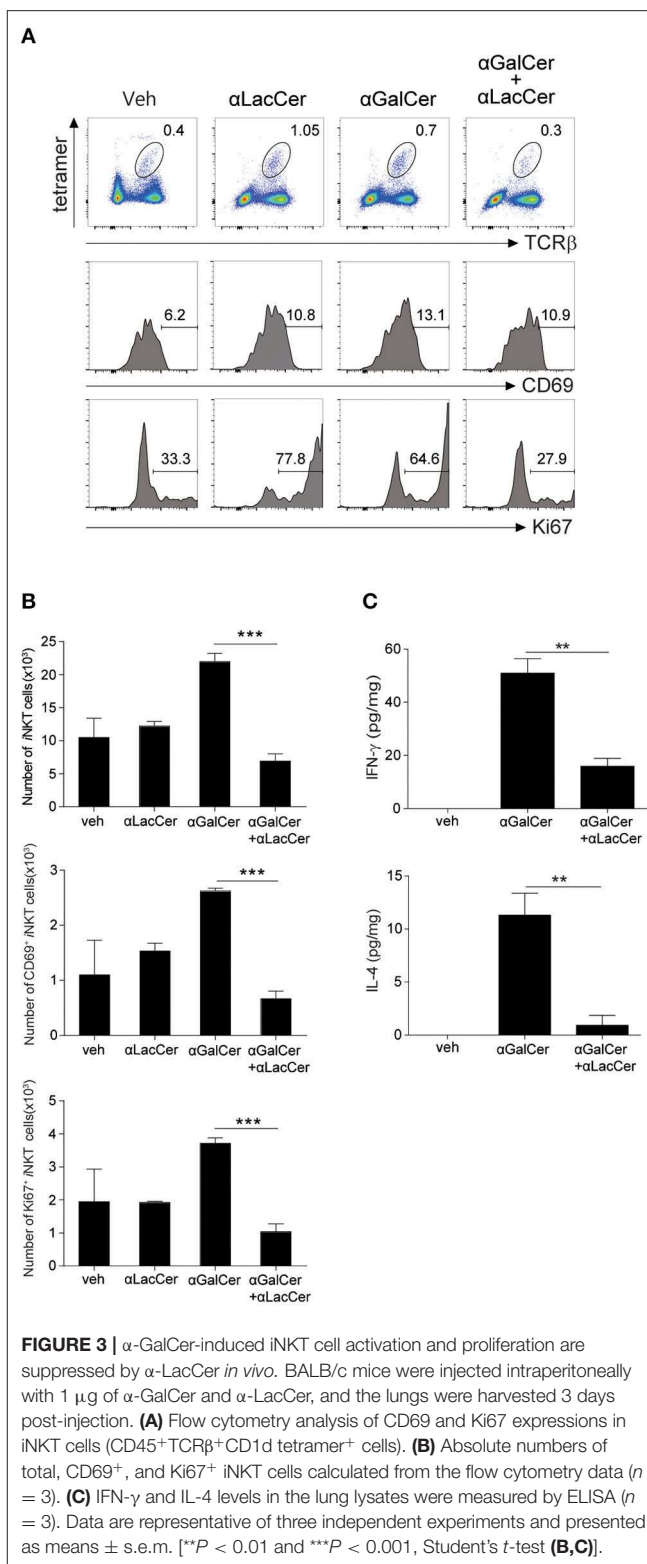 A
Veh
αLacCer
αGalCer
αGalCer
+
αLacCer
0.4
1.05
0.7
0.3
tetramer
TCRβ
6.2
10.8
13.1
10.9
CD69
33.3
77.8
64.6
27.9
Ki67
B
Number of iNKT cells(x10³)
25
20
15
10
5
0
***
veh
αLacCer
αGalCer
αGalCer
+αLacCer
Number of CD69⁺ iNKT cells(x10³)
3
2
1
0
***
veh
αLacCer
αGalCer
αGalCer
+αLacCer
Number of Ki67⁺ iNKT cells(x10³)
5
4
3
2
1
0
***
veh
αLacCer
αGalCer
αGalCer
+αLacCer
C
IFN-γ (pg/mg)
60
40
20
0
**
veh
αGalCer
αGalCer
+αLacCer
IL-4 (pg/mg)
15
10
5
0
**
veh
αGalCer
αGalCer
+αLacCer
FIGURE 3 | α-GalCer-induced iNKT cell activation and proliferation are
suppressed by α-LacCer in vivo. BALB/c mice were injected intraperitoneally
with 1 μg of α-GalCer and α-LacCer, and the lungs were harvested 3 days
post-injection. (A) Flow cytometry analysis of CD69 and Ki67 expressions in
iNKT cells (CD45⁺TCRβ⁺CD1d tetramer⁺ cells). (B) Absolute numbers of
total, CD69⁺, and Ki67⁺ iNKT cells calculated from the flow cytometry data (n
= 3). (C) IFN-γ and IL-4 levels in the lung lysates were measured by ELISA (n
= 3). Data are representative of three independent experiments and presented
as means ± s.e.m. [**P < 0.01 and ***P < 0.001, Student's t-test (B,C)].